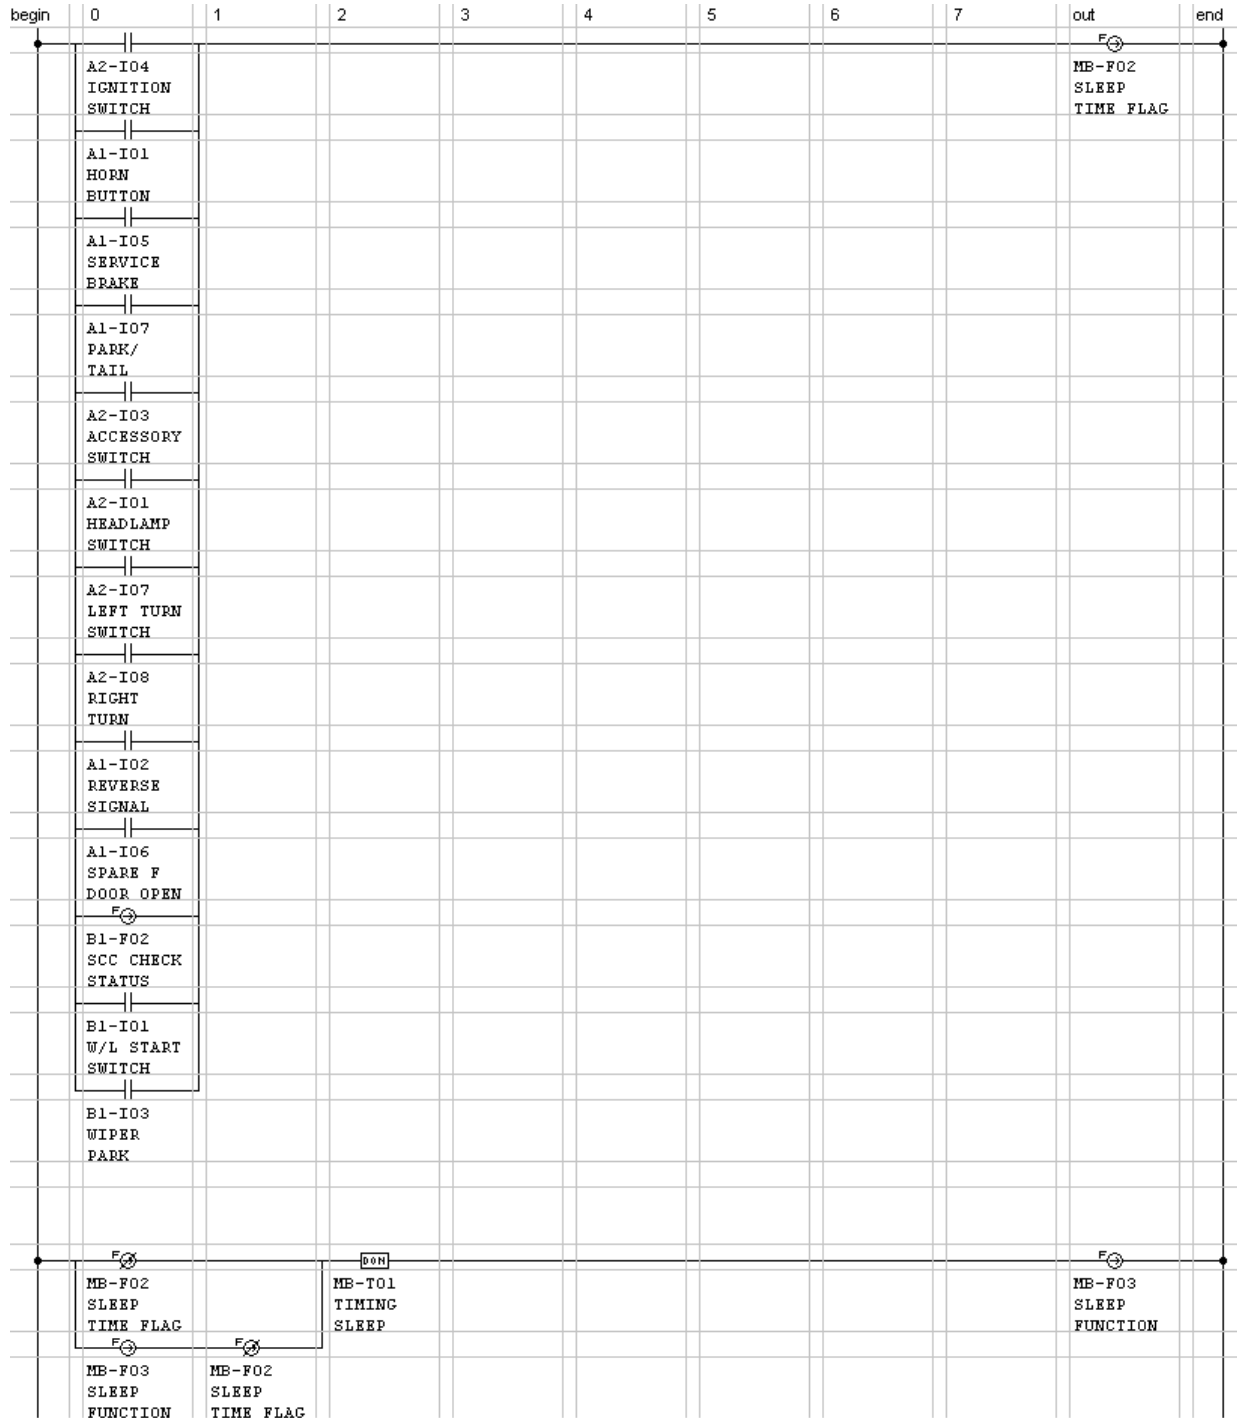 begin 0 1 2 3 4 5 6 7 out end
F
A2-I04
IGNITION
SWITCH
MB-F02
SLEEP
TIME FLAG
A1-I01
HORN
BUTTON
A1-I05
SERVICE
BRAKE
A1-I07
PARK/
TAIL
A2-I03
ACCESSORY
SWITCH
A2-I01
HEADLAMP
SWITCH
A2-I07
LEFT TURN
SWITCH
A2-I08
RIGHT
TURN
A1-I02
REVERSE
SIGNAL
A1-I06
SPARE F
DOOR OPEN
F
B1-F02
SCC CHECK
STATUS
B1-I01
W/L START
SWITCH
B1-I03
WIPER
PARK
F DON F
MB-F02
SLEEP
TIME FLAG
MB-T01
TIMING
SLEEP
MB-F03
SLEEP
FUNCTION
F F
MB-F03
SLEEP
FUNCTION
MB-F02
SLEEP
TIME FLAG